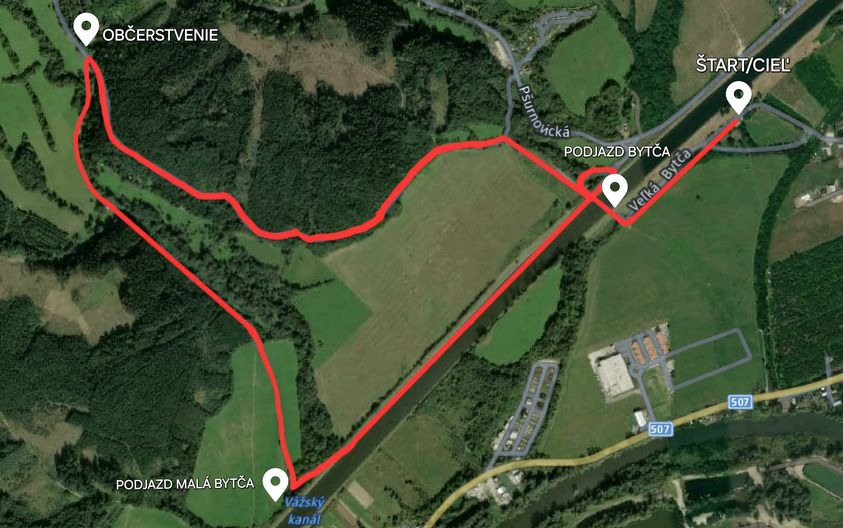 OBČERSTVENIE
ŠTART/CIEĽ
Pšurnovická
PODJAZD BYTČA
Veľká Bytča
507
507
PODJAZD MALÁ BYTČA
Vážsky
kanál